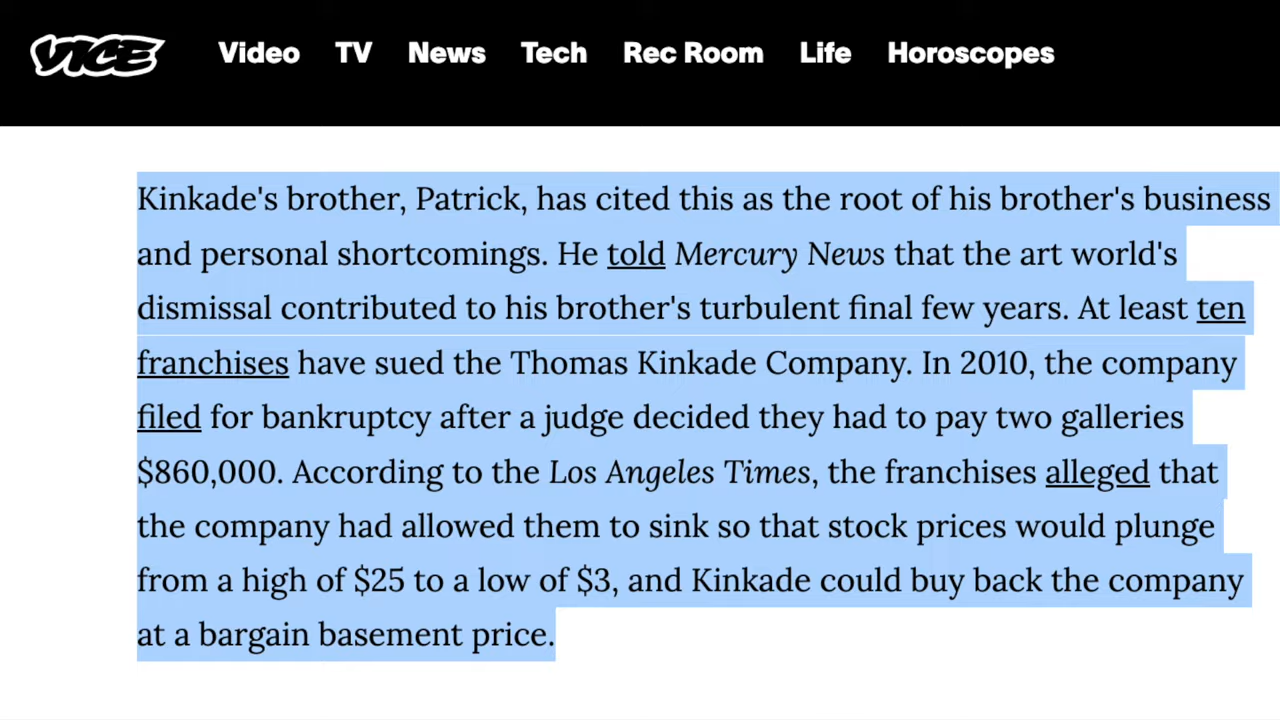 VICE Video TV News Tech Rec Room Life Horoscopes
Kinkade's brother, Patrick, has cited this as the root of his brother's business
and personal shortcomings. He told Mercury News that the art world's
dismissal contributed to his brother's turbulent final few years. At least ten
franchises have sued the Thomas Kinkade Company. In 2010, the company
filed for bankruptcy after a judge decided they had to pay two galleries
$860,000. According to the Los Angeles Times, the franchises alleged that
the company had allowed them to sink so that stock prices would plunge
from a high of $25 to a low of $3, and Kinkade could buy back the company
at a bargain basement price.